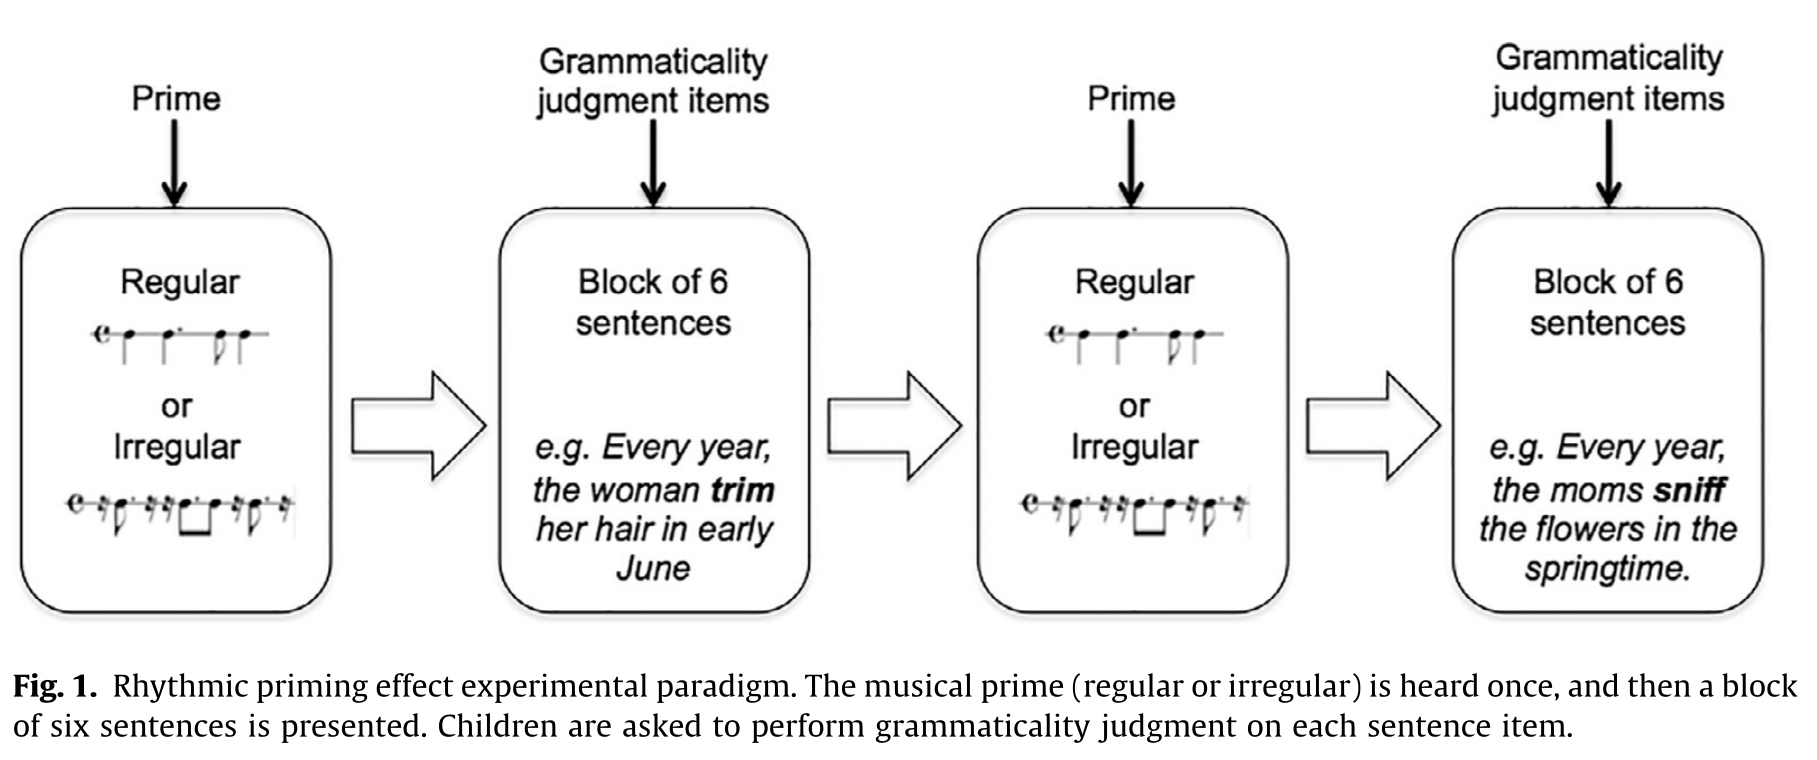 Prime
Grammaticality
judgment items
Prime
Grammaticality
judgment items
Regular
or
Irregular
Block of 6
sentences
e.g. Every year,
the woman trim
her hair in early
June
Regular
or
Irregular
Block of 6
sentences
e.g. Every year,
the moms sniff
the flowers in the
springtime.
Fig. 1. Rhythmic priming effect experimental paradigm. The musical prime (regular or irregular) is heard once, and then a block
of six sentences is presented. Children are asked to perform grammaticality judgment on each sentence item.